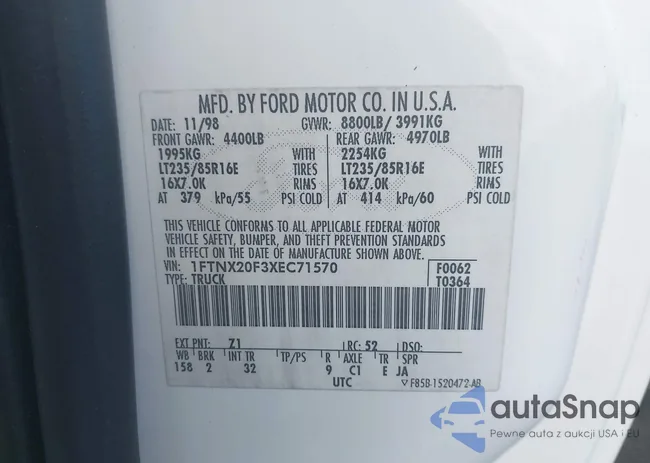 MFD. BY FORD MOTOR CO. IN U.S.A.
DATE: 11/98 GVWR: 8800LB/ 3991KG
FRONT GAWR: 4400LB REAR GAWR: 4970LB
1995KG WITH 2254KG WITH
LT235/85R16E TIRES LT235/85R16E TIRES
16X7.0K RIMS 16X7.0K RIMS
AT 379 kPa/55 PSI COLD AT 414 kPa/60 PSI COLD
THIS VEHICLE CONFORMS TO ALL APPLICABLE FEDERAL MOTOR
VEHICLE SAFETY, BUMPER, AND THEFT PREVENTION STANDARDS
IN EFFECT ON THE DATE OF MANUFACTURE SHOWN ABOVE.
VIN: 1FTNX20F3XEC71570 F0062
TYPE: TRUCK T0364
EXT PNT: Z1 RC: 52 DSO:
WB BRK INT TR TP/PS R AXLE TR SPR
158 2 32 9 C1 E JA
UTC F85B-1520472-AB
autaSnap
Pewne auta z aukcji USA i EU